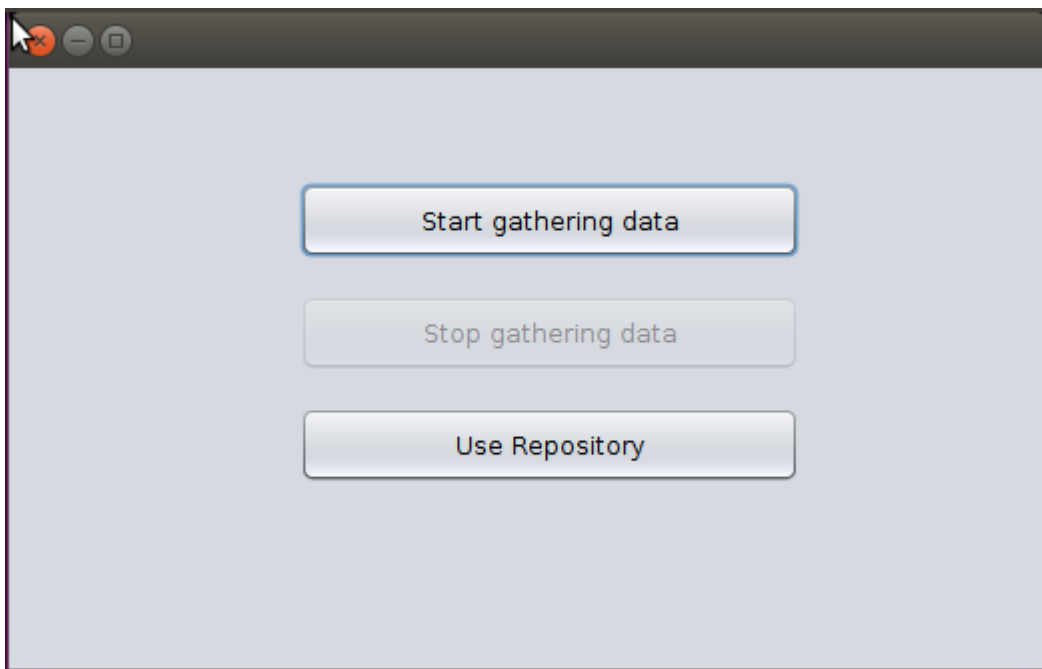 Start gathering data
Stop gathering data
Use Repository